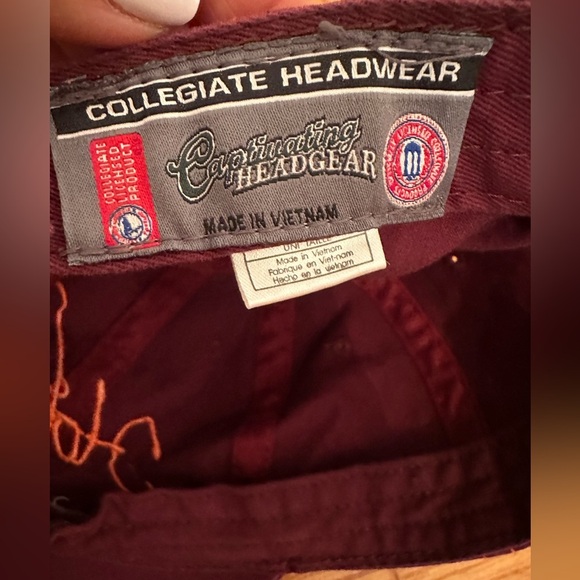 COLLEGIATE HEADWEAR
COLLEGIATE
LICENSED
PRODUCT
Captivating
HEADGEAR
MADE IN VIETNAM
Made in Vietnam
Fabrique en Viet-nam
Hecho en la vietnam